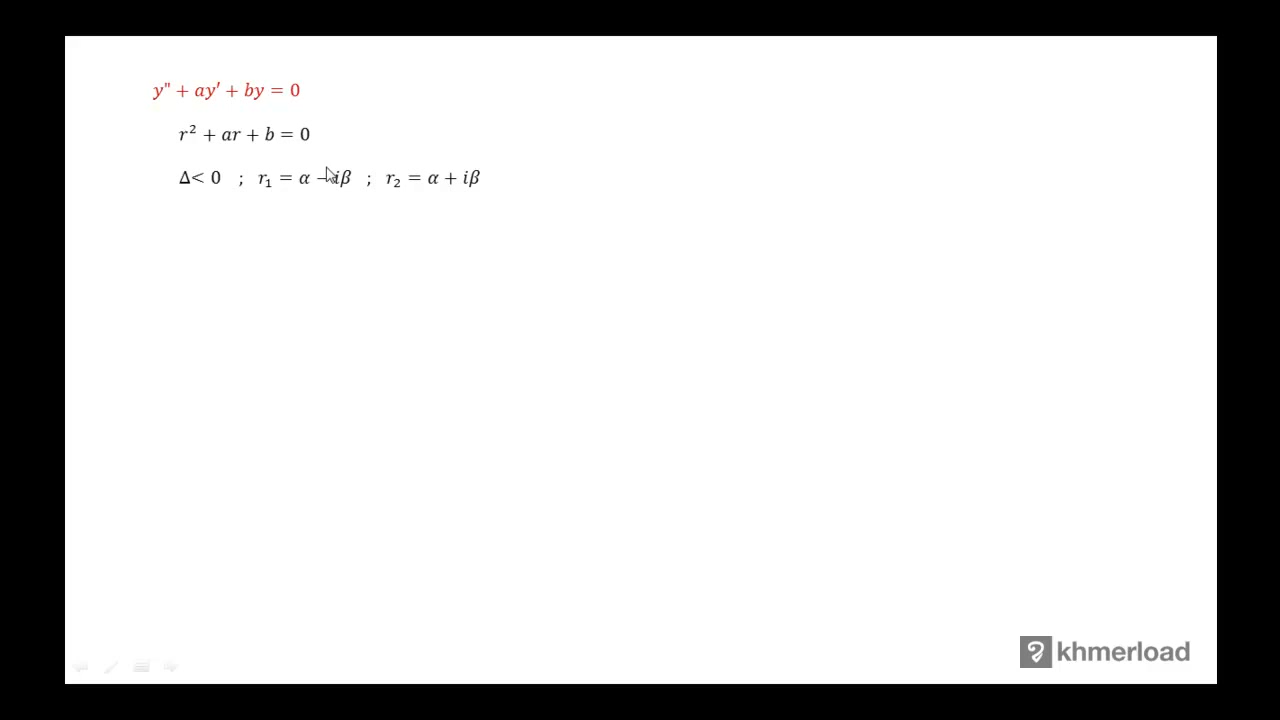 y" + ay′ + by = 0
r² + ar + b = 0
Δ< 0 ; r₁ = α − iβ ; r₂ = α + iβ
khmerload